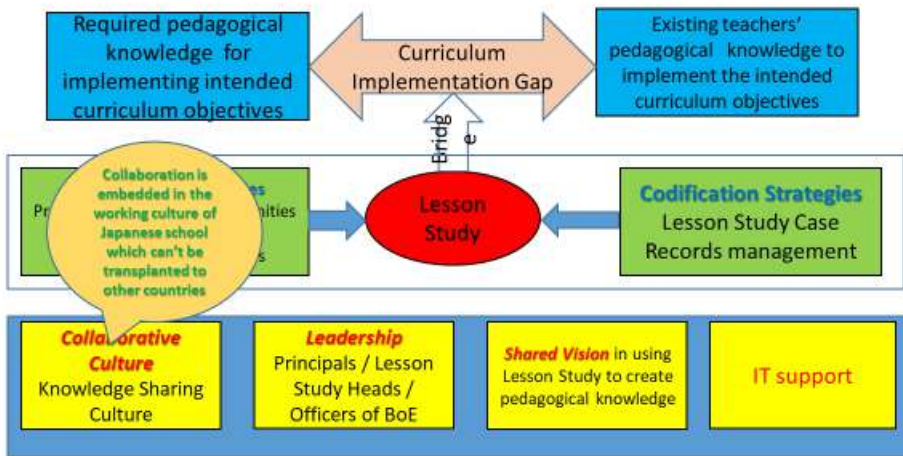 Required pedagogical
knowledge for
implementing intended
curriculum objectives
Curriculum
Implementation Gap
Existing teachers'
pedagogical knowledge to
implement the intended
curriculum objectives
Bridg
e
Collaboration is
embedded in the
working culture of
Japanese school
which can't be
transplanted to
other countries
Lesson
Study
Codification Strategies
Lesson Study Case
Records management
Collaborative
Culture
Knowledge Sharing
Culture
Leadership
Principals / Lesson
Study Heads /
Officers of BoE
Shared Vision in using
Lesson Study to create
pedagogical knowledge
IT support